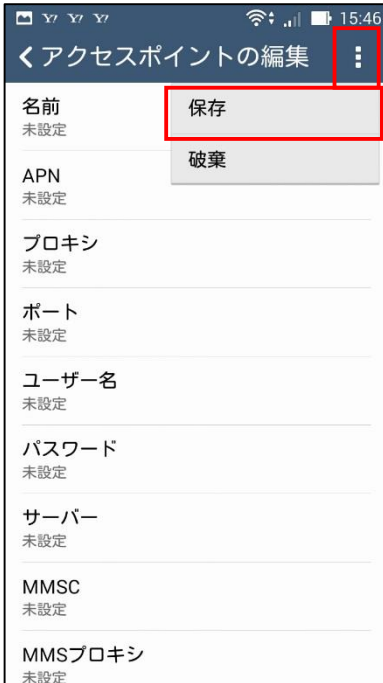 Y! Y! Y! 15:46
アクセスポイントの編集
保存
破棄
名前
未設定
APN
未設定
プロキシ
未設定
ポート
未設定
ユーザー名
未設定
パスワード
未設定
サーバー
未設定
MMSC
未設定
MMSプロキシ
未設定